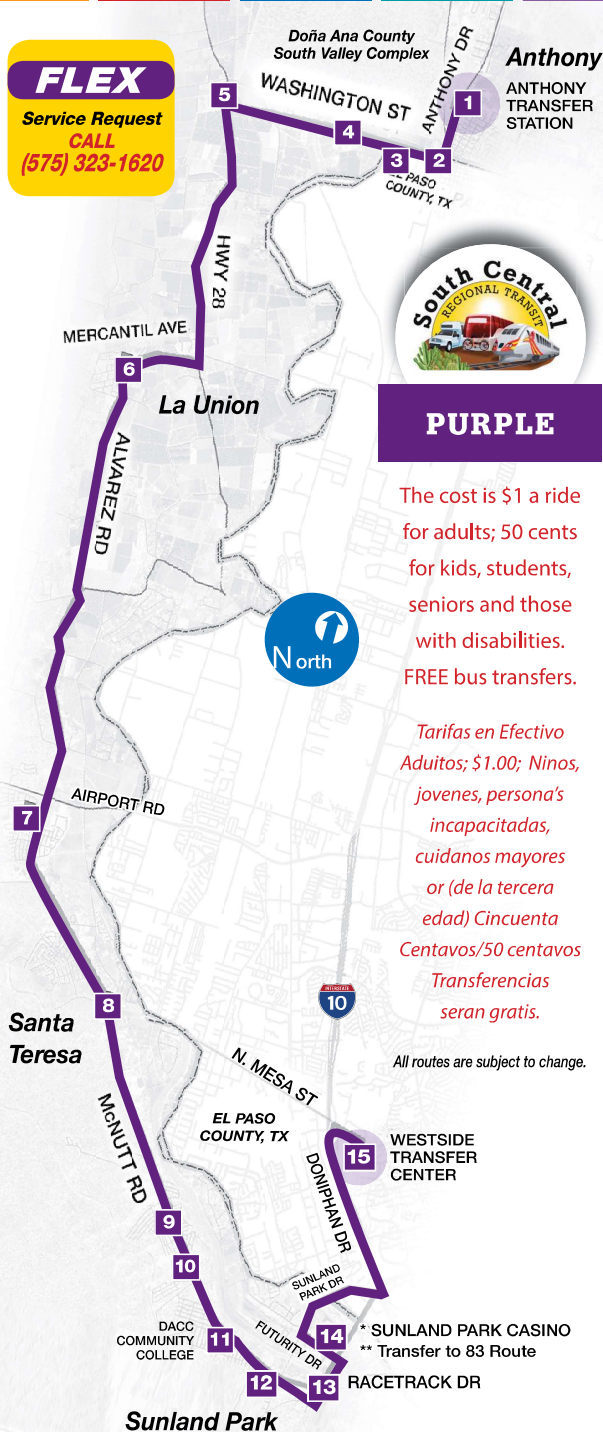 FLEX
Service Request
CALL
(575) 323-1620
Doña Ana County
South Valley Complex
Anthony
ANTHONY DR
ANTHONY
TRANSFER
STATION
WASHINGTON ST
1
2
3
4
5
EL PASO
COUNTY, TX
HWY 28
South Central
REGIONAL TRANSIT
PURPLE
MERCANTIL AVE
6
La Union
ALVAREZ RD
The cost is $1 a ride
for adults; 50 cents
for kids, students,
seniors and those
with disabilities.
FREE bus transfers.
North
Tarifas en Efectivo
Aduitos; $1.00; Ninos,
jovenes, persona's
incapacitadas,
cuidanos mayores
or (de la tercera
edad) Cincuenta
Centavos/50 centavos
Transferencias
seran gratis.
AIRPORT RD
7
INTERSTATE
10
8
Santa
Teresa
All routes are subject to change.
N. MESA ST
McNUTT RD
EL PASO
COUNTY, TX
15
WESTSIDE
TRANSFER
CENTER
DONIPHAN DR
9
10
SUNLAND
PARK DR
DACC
COMMUNITY
COLLEGE
11
FUTURITY DR
14
* SUNLAND PARK CASINO
** Transfer to 83 Route
12
13
RACETRACK DR
Sunland Park